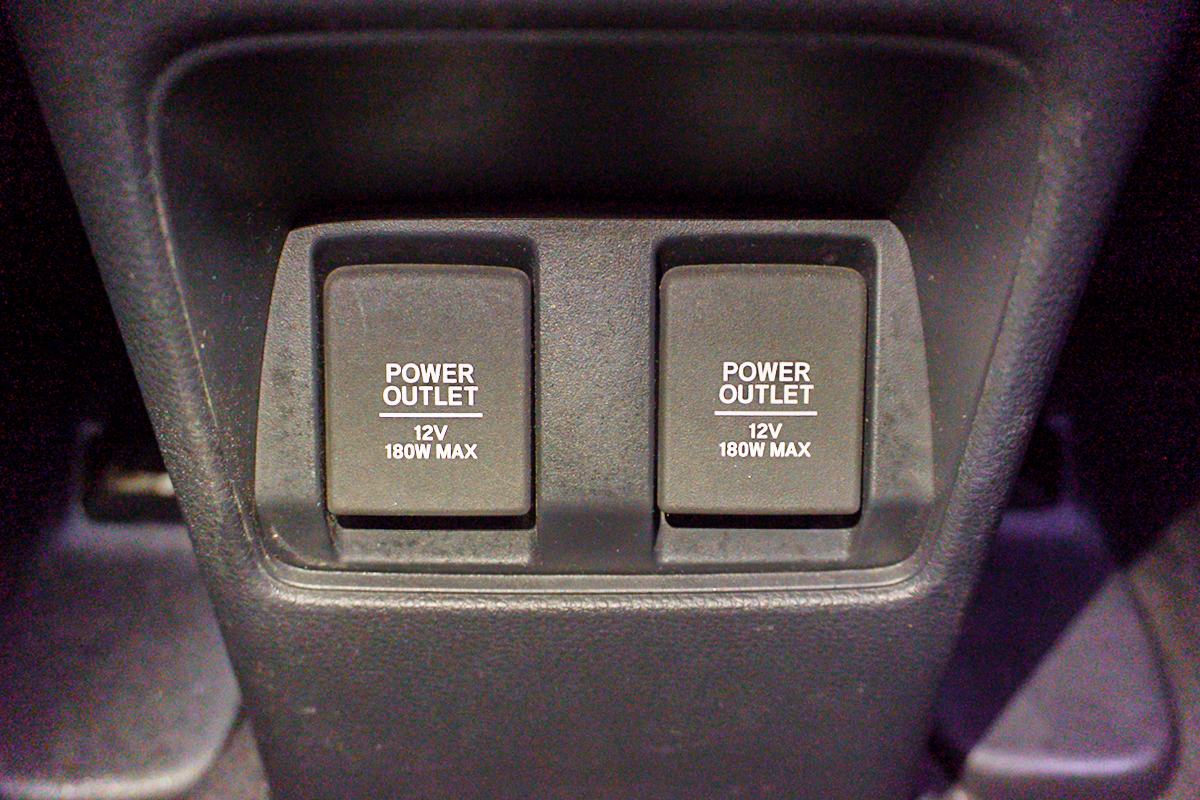 POWER
OUTLET
12V
180W MAX
POWER
OUTLET
12V
180W MAX